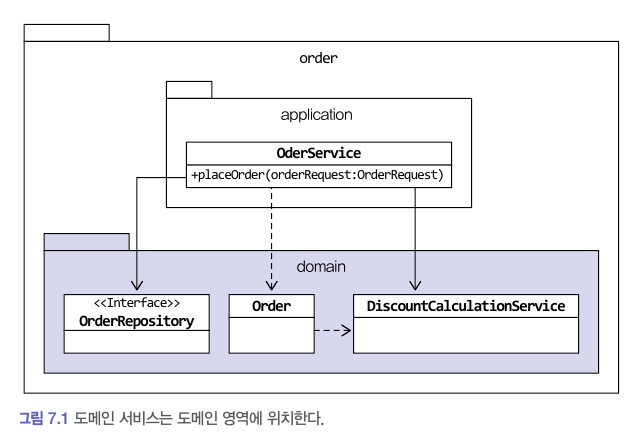 order
application
OderService
+placeOrder(orderRequest:OrderRequest)
domain
<<Interface>>
OrderRepository
Order
DiscountCalculationService
그림 7.1 도메인 서비스는 도메인 영역에 위치한다.